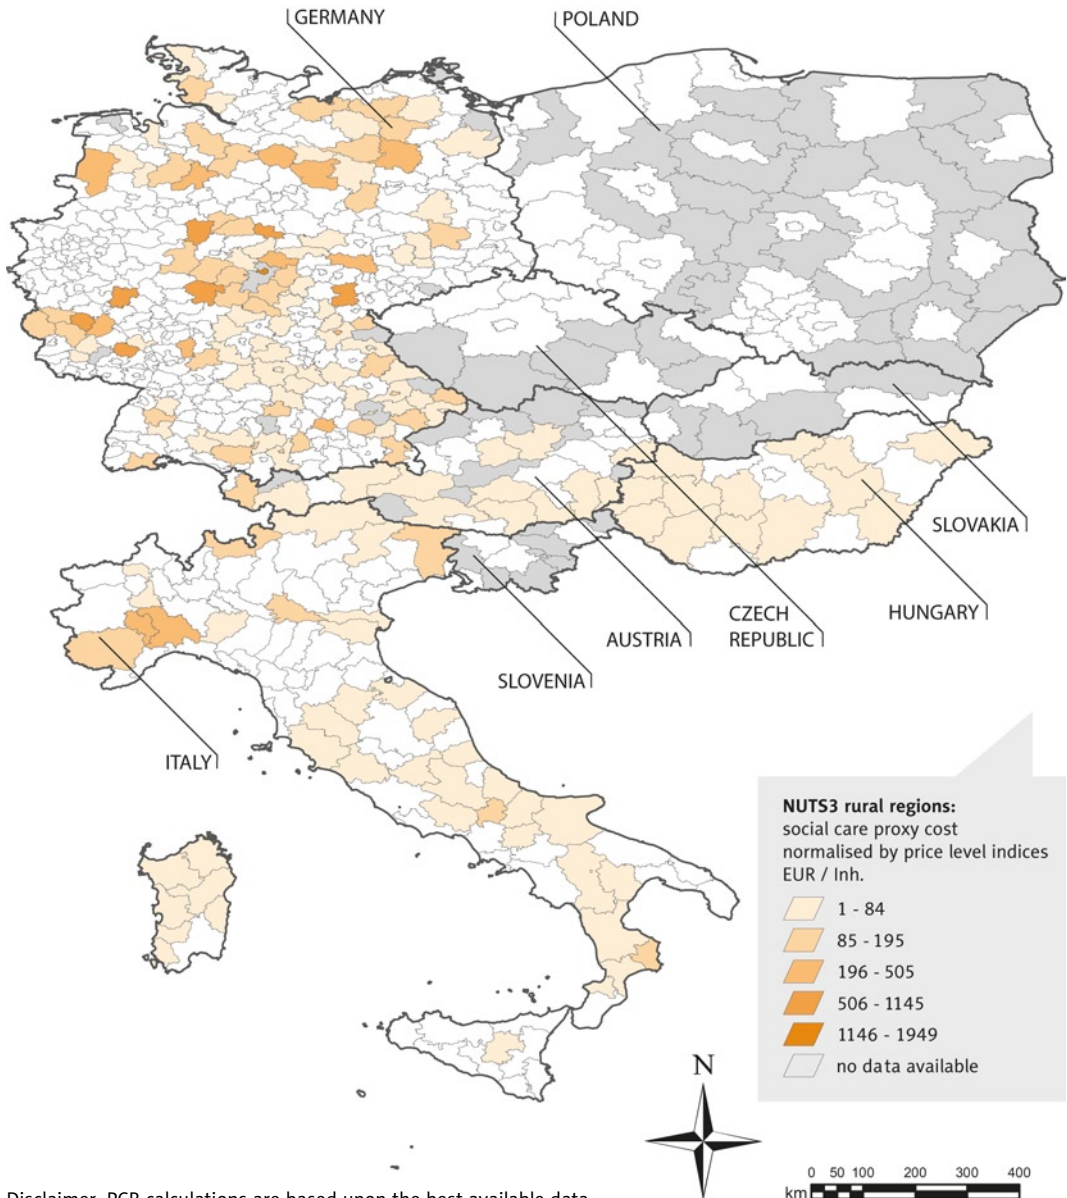 GERMANY
POLAND
SLOVAKIA
HUNGARY
CZECH
REPUBLIC
AUSTRIA
SLOVENIA
ITALY
NUTS3 rural regions:
social care proxy cost
normalised by price level indices
EUR / Inh.
1 - 84
85 - 195
196 - 505
506 - 1145
1146 - 1949
no data available
N
0 50 100 200 300 400
km
Disclaimer: PCB calculations are based upon the best available data